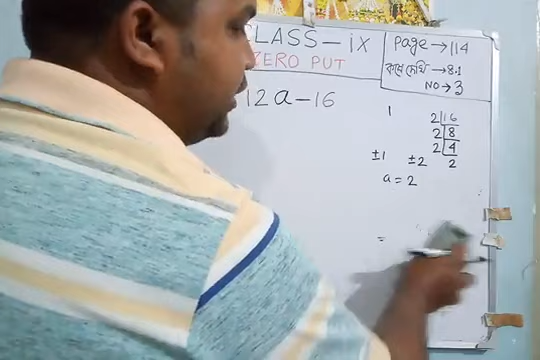 CLASS-ix
ZERO PUT
Page → 114
কষে দেখি → 8.1
NO → 3
12a-16
1
2 16
2 8
2 4
2
±1 ±2
a = 2
=